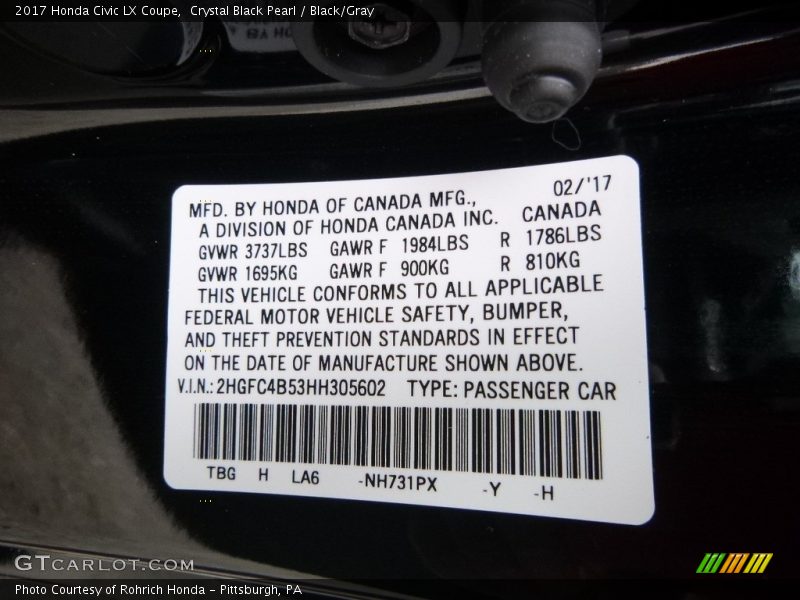 2017 Honda Civic LX Coupe,  Crystal Black Pearl / Black/Gray
02/'17
MFD. BY HONDA OF CANADA MFG.,
A DIVISION OF HONDA CANADA INC. CANADA
GVWR 3737LBS GAWR F 1984LBS R 1786LBS
GVWR 1695KG GAWR F 900KG R 810KG
THIS VEHICLE CONFORMS TO ALL APPLICABLE
FEDERAL MOTOR VEHICLE SAFETY, BUMPER,
AND THEFT PREVENTION STANDARDS IN EFFECT
ON THE DATE OF MANUFACTURE SHOWN ABOVE.
V.I.N.: 2HGFC4B53HH305602 TYPE: PASSENGER CAR
TBG H LA6 -NH731PX -Y -H
GTCARLOT.COM
Photo Courtesy of Rohrich Honda - Pittsburgh, PA